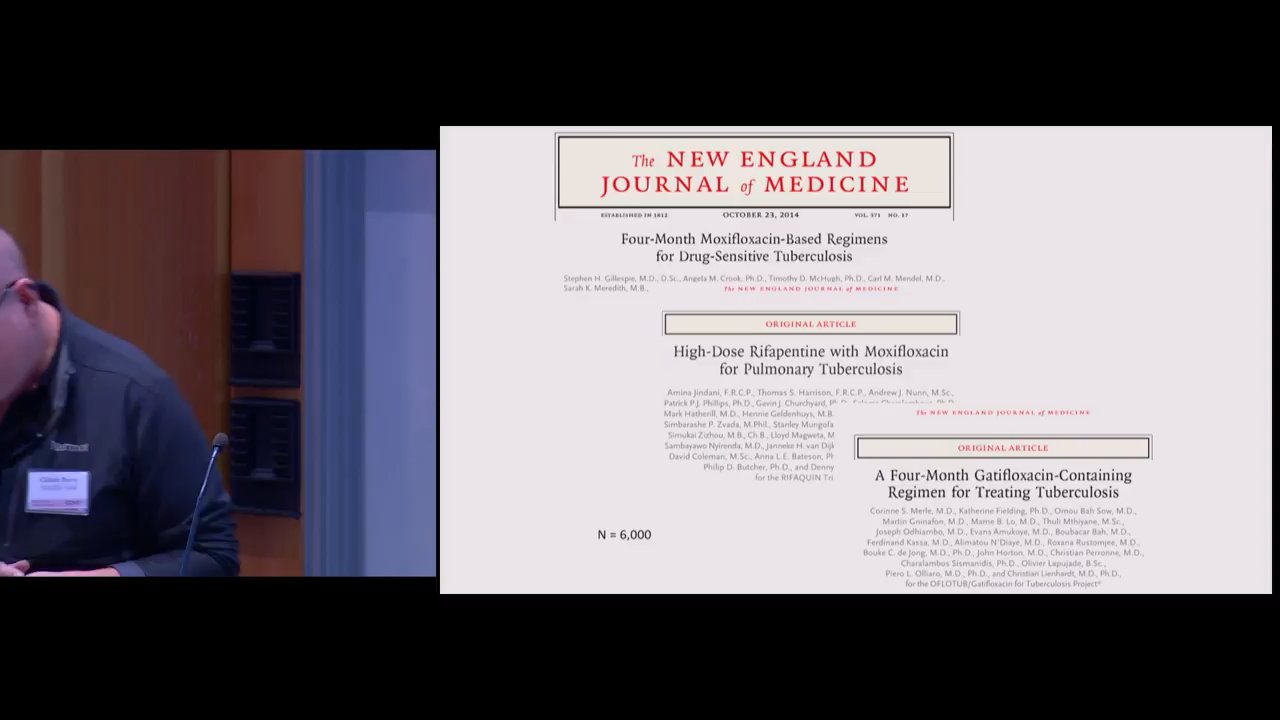 The NEW ENGLAND
JOURNAL of MEDICINE
ESTABLISHED IN 1812 OCTOBER 23, 2014 VOL. 371 NO. 17
Four-Month Moxifloxacin-Based Regimens
for Drug-Sensitive Tuberculosis
Stephen H. Gillespie, M.D., D.Sc., Angela M. Crook, Ph.D., Timothy D. McHugh, Ph.D., Carl M. Mendel, M.D.,
Sarah K. Meredith, M.B.,
The NEW ENGLAND JOURNAL of MEDICINE
ORIGINAL ARTICLE
High-Dose Rifapentine with Moxifloxacin
for Pulmonary Tuberculosis
Amina Jindani, F.R.C.P., Thomas S. Harrison, F.R.C.P., Andrew J. Nunn, M.Sc.,
Patrick P.J. Phillips, Ph.D., Gavin J. Churchyard,
Mark Hatherill, M.D., Hennie Geldenhuys, M.B.
Simbarashe P. Zvada, M.Phil., Stanley Mungofa
Simukai Zizhou, M.B., Ch.B., Lloyd Magweta, M
Sambayawo Nyirenda, M.D., Janneke H. van Dijk
David Coleman, M.Sc., Anna L.E. Bateson, Pl
Philip D. Butcher, Ph.D., and Denny
for the RIFAQUIN Tri
The NEW ENGLAND JOURNAL of MEDICINE
ORIGINAL ARTICLE
A Four-Month Gatifloxacin-Containing
Regimen for Treating Tuberculosis
Corinne S. Merle, M.D., Katherine Fielding, Ph.D., Omou Bah Sow, M.D.,
Martin Gninafon, M.D., Mame B. Lo, M.D., Thuli Mthiyane, M.Sc.,
Joseph Odhiambo, M.D., Evans Amukoye, M.D., Boubacar Bah, M.D.,
Ferdinand Kassa, M.D., Alimatou N'Diaye, M.D., Roxana Rustomjee, M.D.,
Bouke C. de Jong, M.D., Ph.D., John Horton, M.D., Christian Perronne, M.D.,
Charalambos Sismanidis, Ph.D., Olivier Lapujade, B.Sc.,
Piero L. Olliaro, M.D., Ph.D., and Christian Lienhardt, M.D., Ph.D.,
for the OFLOTUB/Gatifloxacin for Tuberculosis Project*
N = 6,000